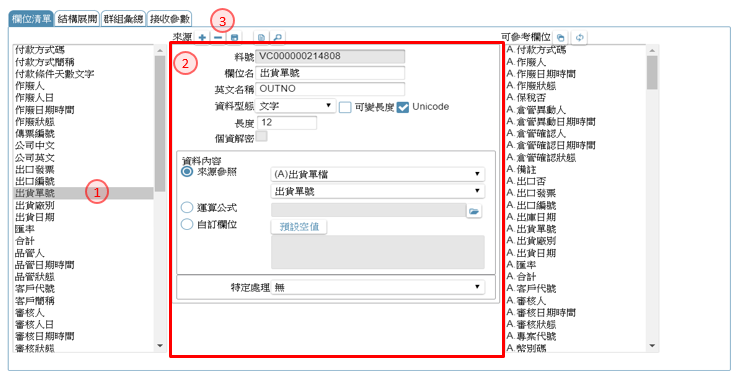 欄位清單 結構展開 群組彙總 接收參數
③
來源
可參考欄位
付款方式碼
付款方式簡稱
付款條件天數文字
作廢人
作廢人日
作廢日期時間
作廢狀態
傳票編號
公司中文
公司英文
出口發票
出口編號
出貨單號
出貨廠別
出貨日期
匯率
合計
品管人
品管日期時間
品管狀態
客戶代號
客戶簡稱
審核人
審核人日
審核日期時間
審核狀態
①
②
料號 VC000000214808
欄位名 出貨單號
英文名稱 OUTNO
資料型態 文字 可變長度 Unicode
長度 12
個資解密
資料內容
來源參照 (A)出貨單檔
出貨單號
運算公式
自訂欄位 預設空值
特定處理 無
A.付款方式碼
A.作廢人
A.作廢日期時間
A.作廢狀態
A.保稅否
A.倉管異動人
A.倉管異動日期時間
A.倉管確認人
A.倉管確認日期時間
A.倉管確認狀態
A.備註
A.出口否
A.出口發票
A.出口編號
A.出庫日期
A.出貨單號
A.出貨廠別
A.出貨日期
A.匯率
A.合計
A.客戶代號
A.審核人
A.審核日期時間
A.審核狀態
A.專案代號
A.幣別碼